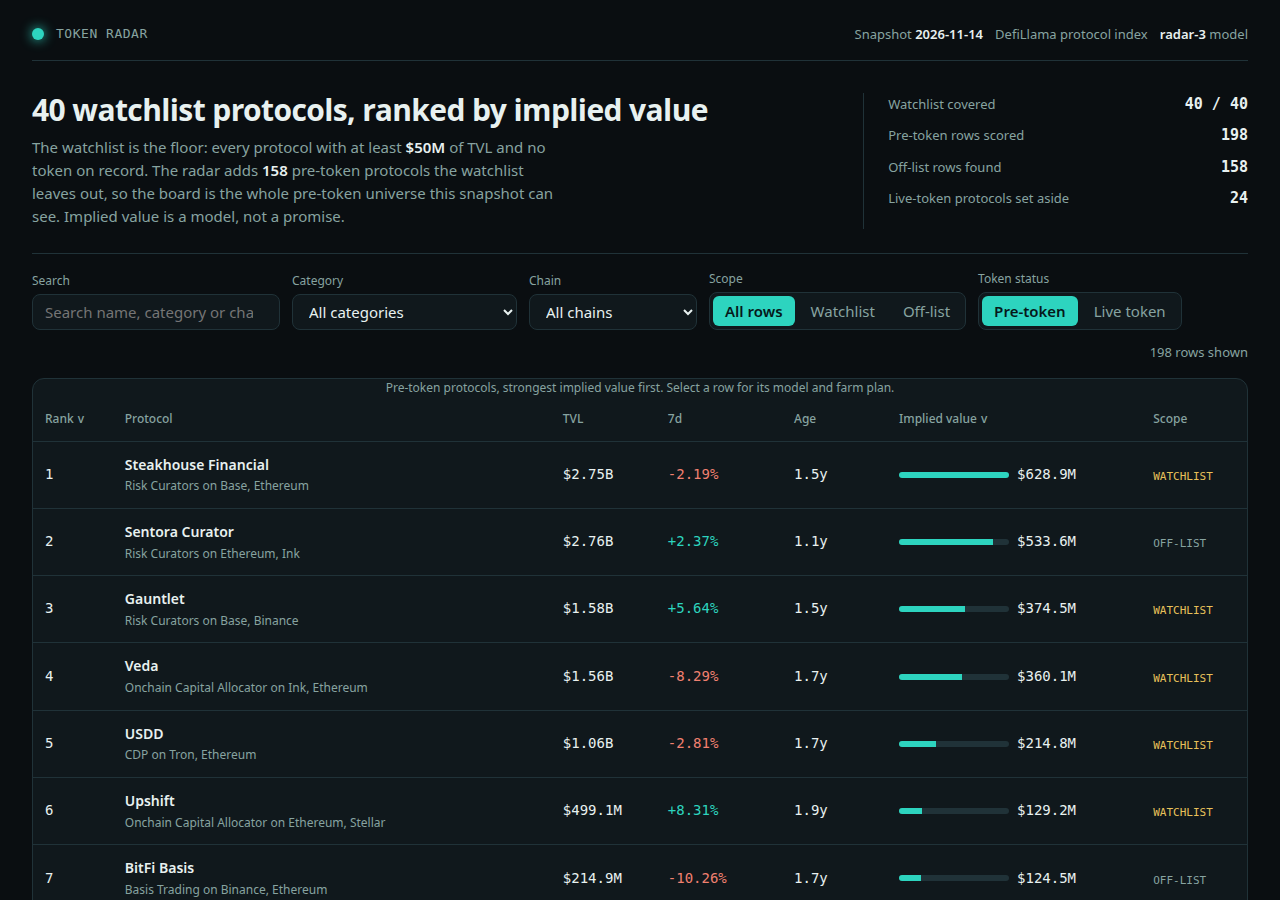 TOKEN RADAR
Snapshot 2026-11-14 DefiLlama protocol index radar-3 model
40 watchlist protocols, ranked by implied value
The watchlist is the floor: every protocol with at least $50M of TVL and no
token on record. The radar adds 158 pre-token protocols the watchlist
leaves out, so the board is the whole pre-token universe this snapshot can
see. Implied value is a model, not a promise.
Watchlist covered 40 / 40
Pre-token rows scored 198
Off-list rows found 158
Live-token protocols set aside 24
Search
Search name, category or cha
Category
All categories
Chain
All chains
Scope
All rows Watchlist Off-list
Token status
Pre-token Live token
198 rows shown
Pre-token protocols, strongest implied value first. Select a row for its model and farm plan.
Rank v Protocol TVL 7d Age Implied value v Scope
1 Steakhouse Financial $2.75B -2.19% 1.5y $628.9M WATCHLIST
Risk Curators on Base, Ethereum
2 Sentora Curator $2.76B +2.37% 1.1y $533.6M OFF-LIST
Risk Curators on Ethereum, Ink
3 Gauntlet $1.58B +5.64% 1.5y $374.5M WATCHLIST
Risk Curators on Base, Binance
4 Veda $1.56B -8.29% 1.7y $360.1M WATCHLIST
Onchain Capital Allocator on Ink, Ethereum
5 USDD $1.06B -2.81% 1.7y $214.8M WATCHLIST
CDP on Tron, Ethereum
6 Upshift $499.1M +8.31% 1.9y $129.2M WATCHLIST
Onchain Capital Allocator on Ethereum, Stellar
7 BitFi Basis $214.9M -10.26% 1.7y $124.5M OFF-LIST
Basis Trading on Binance, Ethereum